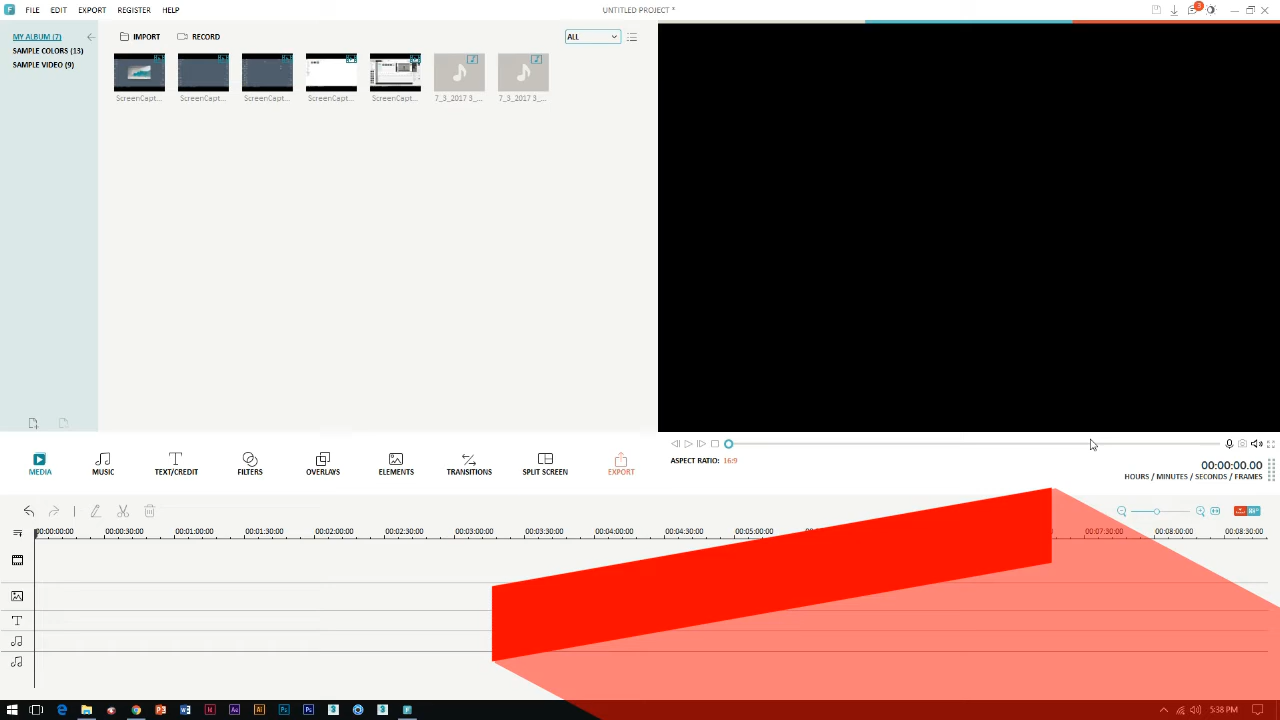 FILE EDIT EXPORT REGISTER HELP UNTITLED PROJECT * 3
MY ALBUM (7) IMPORT RECORD ALL
SAMPLE COLORS (13)
SAMPLE VIDEO (9)
ScreenCapt... ScreenCapt... ScreenCapt... ScreenCapt... ScreenCapt... 7_3_2017 3_... 7_3_2017 3_...
MEDIA MUSIC TEXT/CREDIT FILTERS OVERLAYS ELEMENTS TRANSITIONS SPLIT SCREEN EXPORT
ASPECT RATIO: 16:9
00:00:00.00
HOURS / MINUTES / SECONDS / FRAMES
00:00:00:00 00:00:30:00 00:01:00:00 00:01:30:00 00:02:00:00 00:02:30:00 00:03:00:00 00:03:30:00 00:04:00:00 00:04:30:00 00:05:00:00 00:05:30:00 00:07:30:00 00:08:00:00 00:08:30:00
5:38 PM